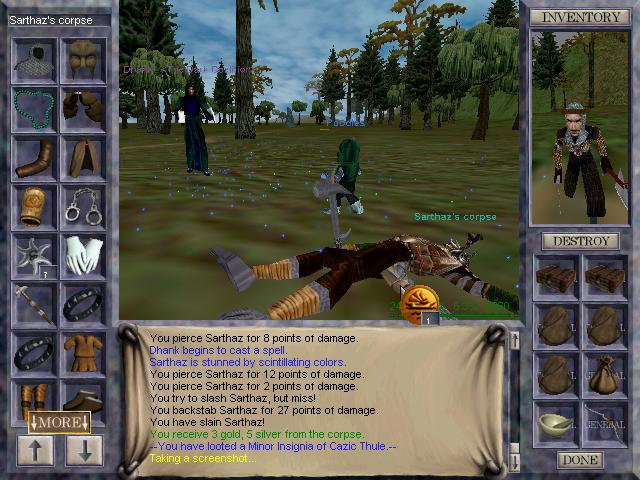 Sarthaz's corpse
INVENTORY
Sarthaz's corpse
DESTROY
7
1
MORE
You pierce Sarthaz for 8 points of damage.
Dhank begins to cast a spell.
Sarthaz is stunned by scintillating colors.
You pierce Sarthaz for 12 points of damage.
You pierce Sarthaz for 2 points of damage.
You try to slash Sarthaz, but miss!
You backstab Sarthaz for 27 points of damage.
You have slain Sarthaz!
You receive 3 gold, 5 silver from the corpse.
--You have looted a Minor Insignia of Cazic Thule.--
Taking a screenshot...
DONE